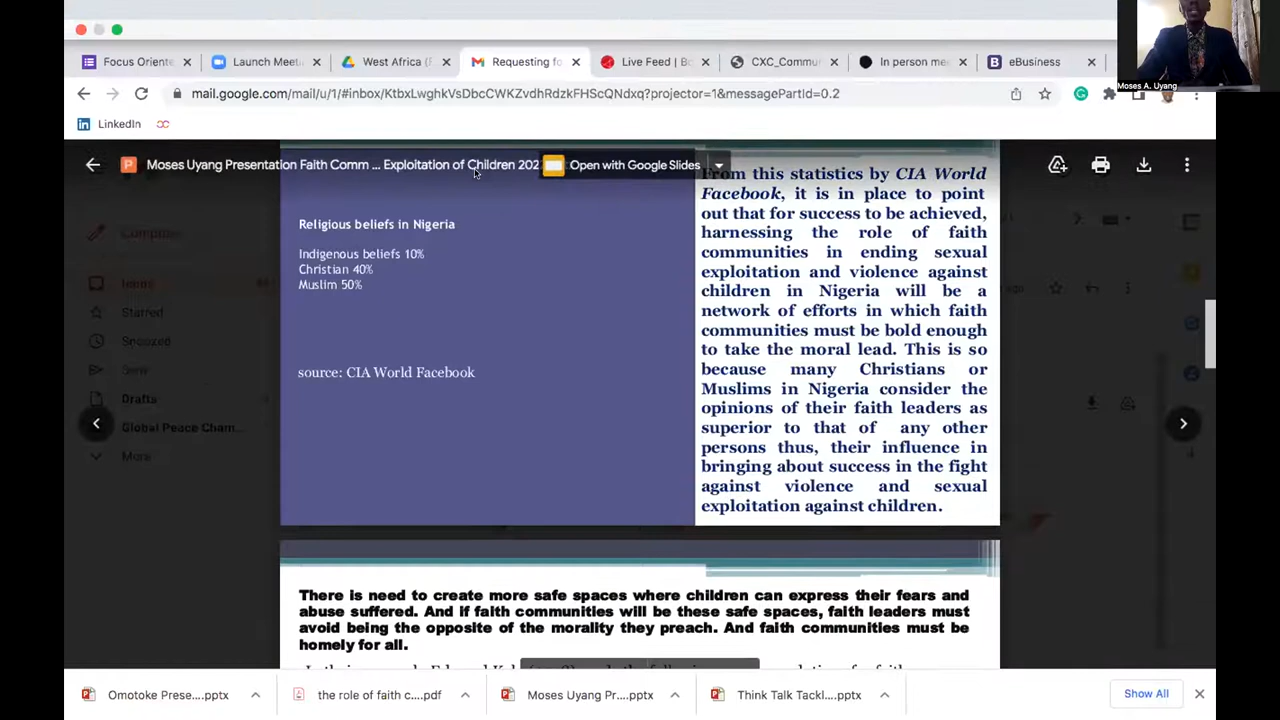 Focus Oriente
Launch Meet
West Africa (F
Requesting fo
Live Feed | Bo
CXC_Commu
In person me
eBusiness
mail.google.com/mail/u/1/#inbox/KtbxLwghkVsDbcCWKZvdhRdzkFHScQNdxq?projector=1&messagePartId=0.2
Moses A. Uyang
LinkedIn
Moses Uyang Presentation Faith Comm ... Exploitation of Children 202
Open with Google Slides
Compose
Inbox
Starred
Snoozed
Sent
Drafts
Global Peace Cham...
More
Religious beliefs in Nigeria
Indigenous beliefs 10%
Christian 40%
Muslim 50%
source: CIA World Facebook
From this statistics by CIA World
Facebook, it is in place to point
out that for success to be achieved,
harnessing the role of faith
communities in ending sexual
exploitation and violence against
children in Nigeria will be a
network of efforts in which faith
communities must be bold enough
to take the moral lead. This is so
because many Christians or
Muslims in Nigeria consider the
opinions of their faith leaders as
superior to that of any other
persons thus, their influence in
bringing about success in the fight
against violence and sexual
exploitation against children.
There is need to create more safe spaces where children can express their fears and
abuse suffered. And if faith communities will be these safe spaces, faith leaders must
avoid being the opposite of the morality they preach. And faith communities must be
homely for all.
Omotoke Prese....pptx
the role of faith c....pdf
Moses Uyang Pr....pptx
Think Talk Tackl....pptx
Show All